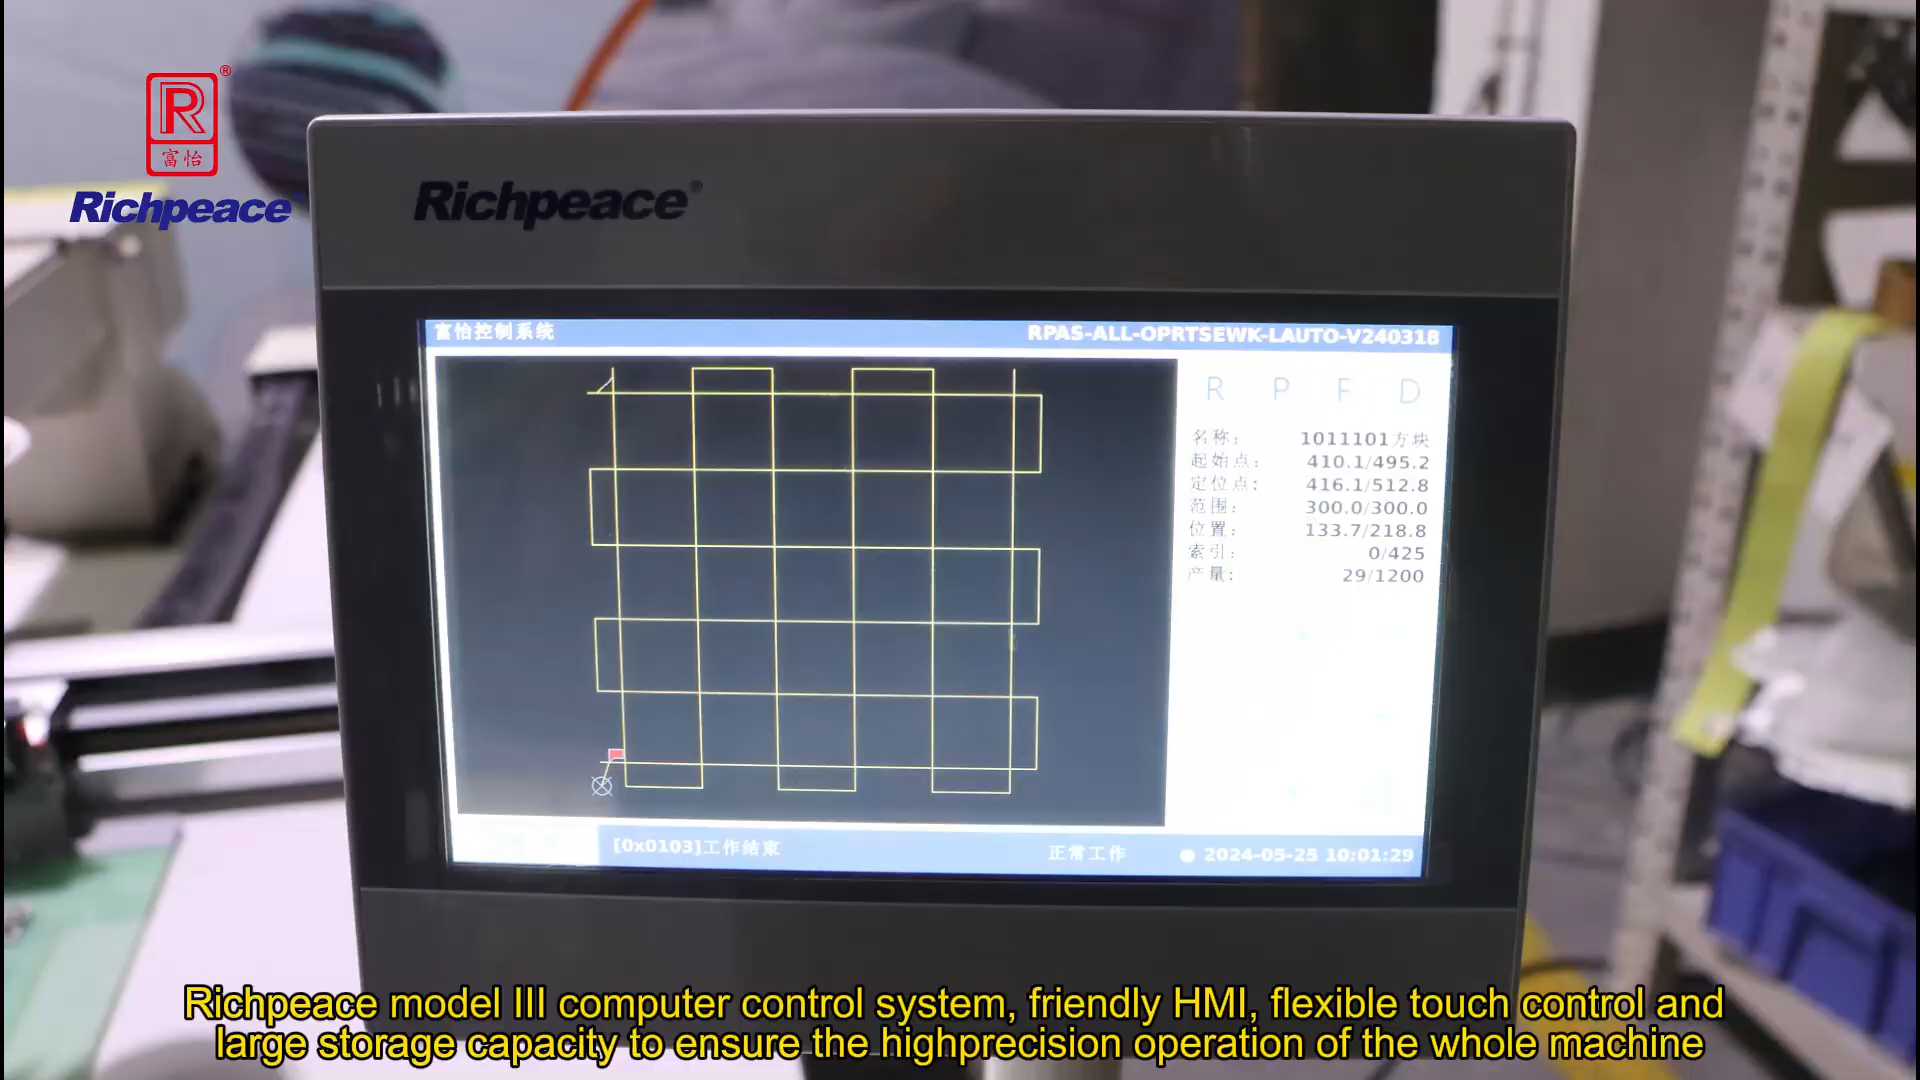 R®
富怡
Richpeace
Richpeace®
富怡控制系统
RPAS-ALL-OPRTSEWK-LAUTO-V240318
R P F D
名称: 1011101方块
起始点: 410.1/495.2
定位点: 416.1/512.8
范围: 300.0/300.0
位置: 133.7/218.8
索引: 0/425
产量: 29/1200
[0x0103]工作结束
正常工作
2024-05-25 10:01:29
Richpeace model III computer control system, friendly HMI, flexible touch control and
large storage capacity to ensure the highprecision operation of the whole machine